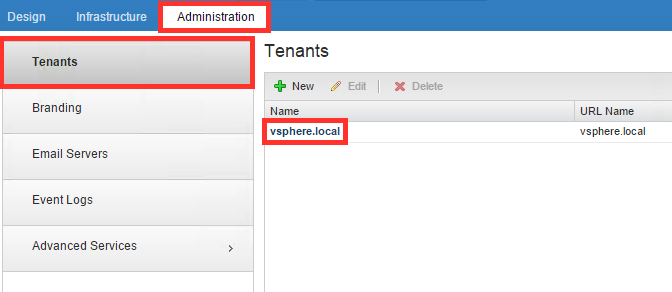 Design Infrastructure Administration
Tenants
Branding
Email Servers
Event Logs
Advanced Services
Tenants
New Edit Delete
Name URL Name
vsphere.local vsphere.local